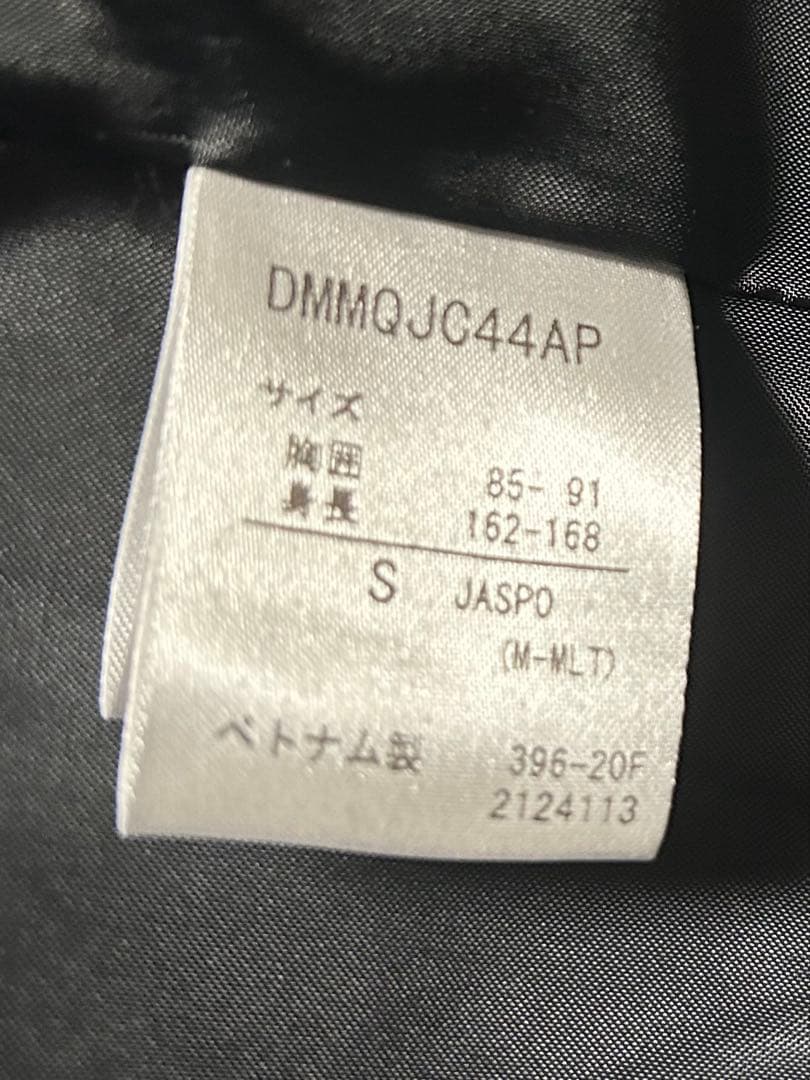 DMMQJC44AP
サイズ
胸囲 85- 91
身長 162-168
S JASPO
(M-MLT)
ベトナム製 396-20F
2124113